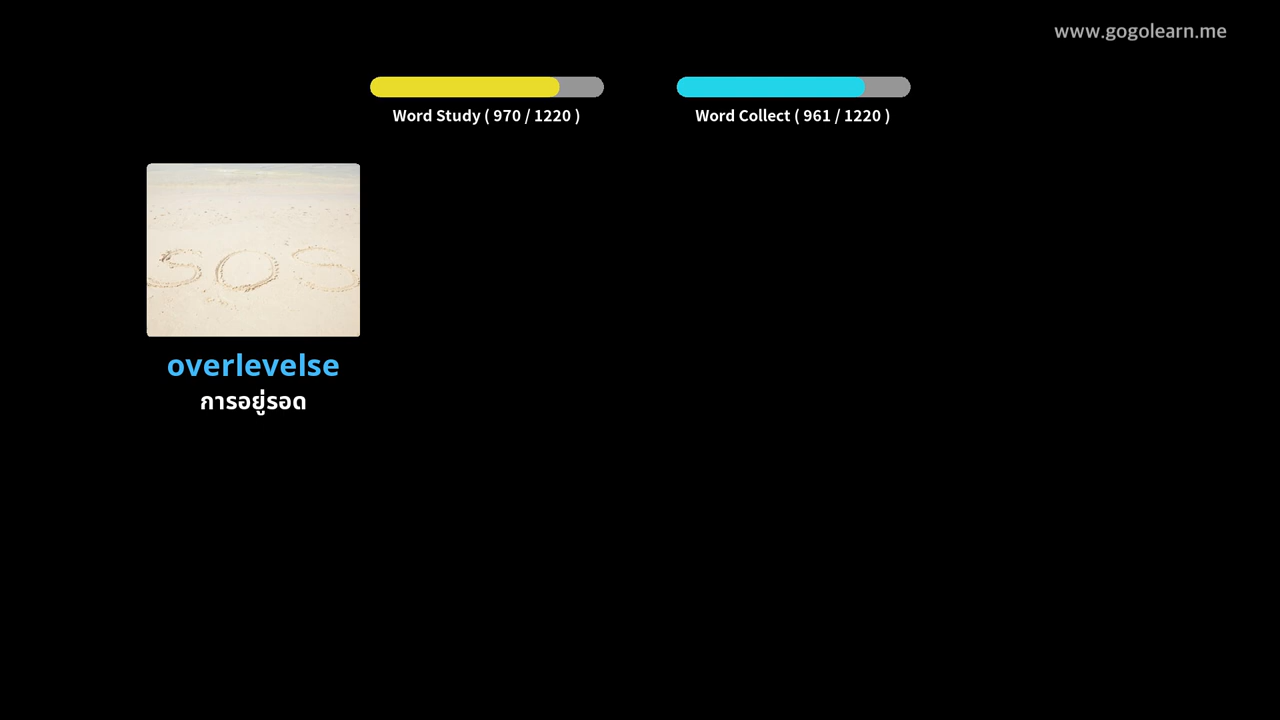 www.gogolearn.me
Word Study ( 970 / 1220 )
Word Collect ( 961 / 1220 )
SOS
overlevelse
การอยู่รอด